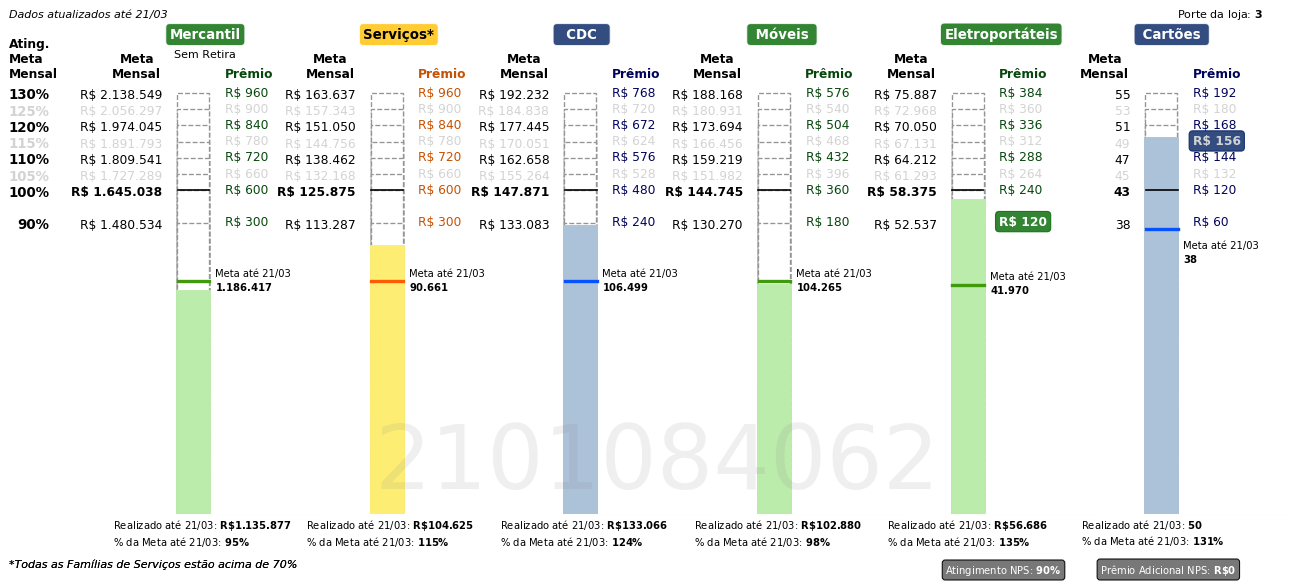 Dados atualizados até 21/03
Porte da loja: 3
Mercantil Serviços* CDC Móveis Eletroportáteis Cartões
Sem Retira
Ating. Meta Mensal
Meta Mensal Prêmio Meta Mensal Prêmio Meta Mensal Prêmio Meta Mensal Prêmio Meta Mensal Prêmio Meta Mensal Prêmio
130% R$ 2.138.549 R$ 960 R$ 163.637 R$ 960 R$ 192.232 R$ 768 R$ 188.168 R$ 576 R$ 75.887 R$ 384 55 R$ 192
125% R$ 2.056.297 R$ 900 R$ 157.343 R$ 900 R$ 184.838 R$ 720 R$ 180.931 R$ 540 R$ 72.968 R$ 360 53 R$ 180
120% R$ 1.974.045 R$ 840 R$ 151.050 R$ 840 R$ 177.445 R$ 672 R$ 173.694 R$ 504 R$ 70.050 R$ 336 51 R$ 168
115% R$ 1.891.793 R$ 780 R$ 144.756 R$ 780 R$ 170.051 R$ 624 R$ 166.456 R$ 468 R$ 67.131 R$ 312 49 R$ 156
110% R$ 1.809.541 R$ 720 R$ 138.462 R$ 720 R$ 162.658 R$ 576 R$ 159.219 R$ 432 R$ 64.212 R$ 288 47 R$ 144
105% R$ 1.727.289 R$ 660 R$ 132.168 R$ 660 R$ 155.264 R$ 528 R$ 151.982 R$ 396 R$ 61.293 R$ 264 45 R$ 132
100% R$ 1.645.038 R$ 600 R$ 125.875 R$ 600 R$ 147.871 R$ 480 R$ 144.745 R$ 360 R$ 58.375 R$ 240 43 R$ 120
90% R$ 1.480.534 R$ 300 R$ 113.287 R$ 300 R$ 133.083 R$ 240 R$ 130.270 R$ 180 R$ 52.537 R$ 120 38 R$ 60
Meta até 21/03 Meta até 21/03 Meta até 21/03 Meta até 21/03 Meta até 21/03 Meta até 21/03
1.186.417 90.661 106.499 104.265 41.970 38
2101084062
Realizado até 21/03: R$1.135.877 Realizado até 21/03: R$104.625 Realizado até 21/03: R$133.066 Realizado até 21/03: R$102.880 Realizado até 21/03: R$56.686 Realizado até 21/03: 50
% da Meta até 21/03: 95% % da Meta até 21/03: 115% % da Meta até 21/03: 124% % da Meta até 21/03: 98% % da Meta até 21/03: 135% % da Meta até 21/03: 131%
*Todas as Famílias de Serviços estão acima de 70%
Atingimento NPS: 90% Prêmio Adicional NPS: R$0